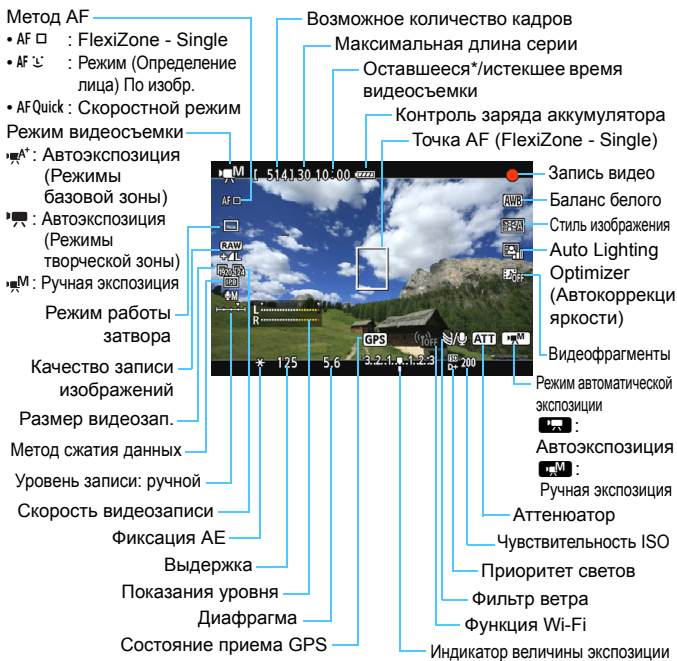 Метод AF
• AF □ : FlexiZone - Single
• AF : Режим (Определение
лица) По изобр.
• AF Quick : Скоростной режим
Режим видеосъемки
A+ : Автоэкспозиция
(Режимы
базовой зоны)
: Автоэкспозиция
(Режимы
творческой зоны)
M : Ручная экспозиция
Режим работы
затвора
Качество записи
изображений
Размер видеозап.
Метод сжатия данных
Уровень записи: ручной
Скорость видеозаписи
Фиксация AE
Выдержка
Показания уровня
Диафрагма
Состояние приема GPS
Возможное количество кадров
Максимальная длина серии
Оставшееся*/истекшее время
видеосъемки
Контроль заряда аккумулятора
Точка AF (FlexiZone - Single)
M [ 514] 30 10:00
AF □
RAW
+ L
IPB
M
L
R
AWB
A
OFF
GPS
OFF
ATT
M
* 125 5.6 3..2..1..▮..1..2..3 ISO D+ 200
Запись видео
Баланс белого
Стиль изображения
Auto Lighting
Optimizer
(Автокоррекци
яркости)
Видеофрагменты
Режим автоматической
экспозиции
:
Автоэкспозиция
M :
Ручная экспозиция
Аттенюатор
Чувствительность ISO
Приоритет светов
Фильтр ветра
Функция Wi-Fi
Индикатор величины экспозиции